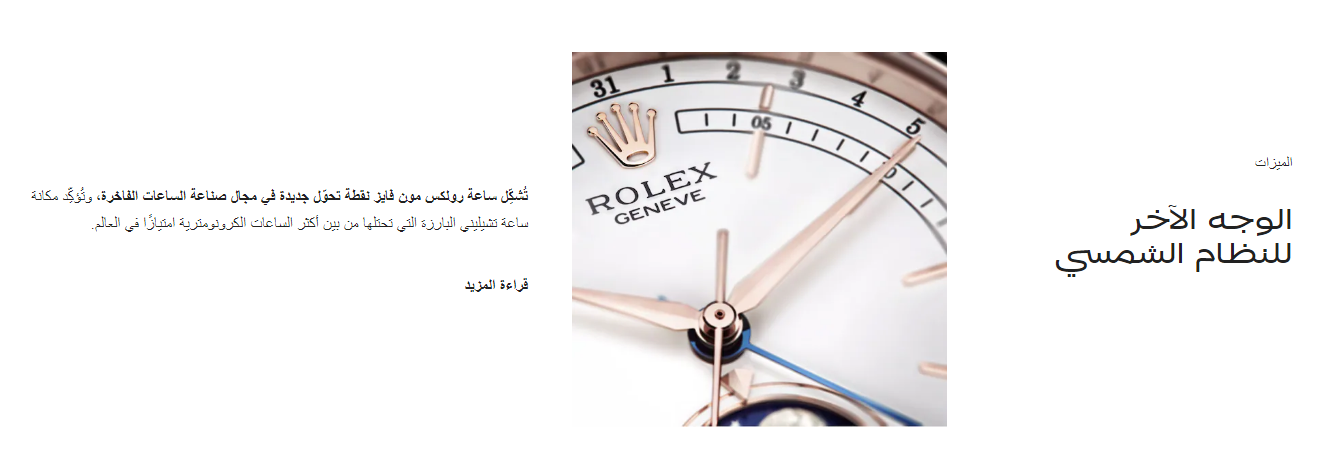 الميزات
الوجه الآخر
للنظام الشمسي
31 1 2 3 4 5
05
ROLEX
GENEVE
تُشكِّل ساعة رولكس مون فايز نقطة تحوّل جديدة في مجال صناعة الساعات الفاخرة، وتُؤكِّد مكانة
ساعة تشيليني البارزة التي تحتلها من بين أكثر الساعات الكرونومترية امتيازًا في العالم.
قراءة المزيد